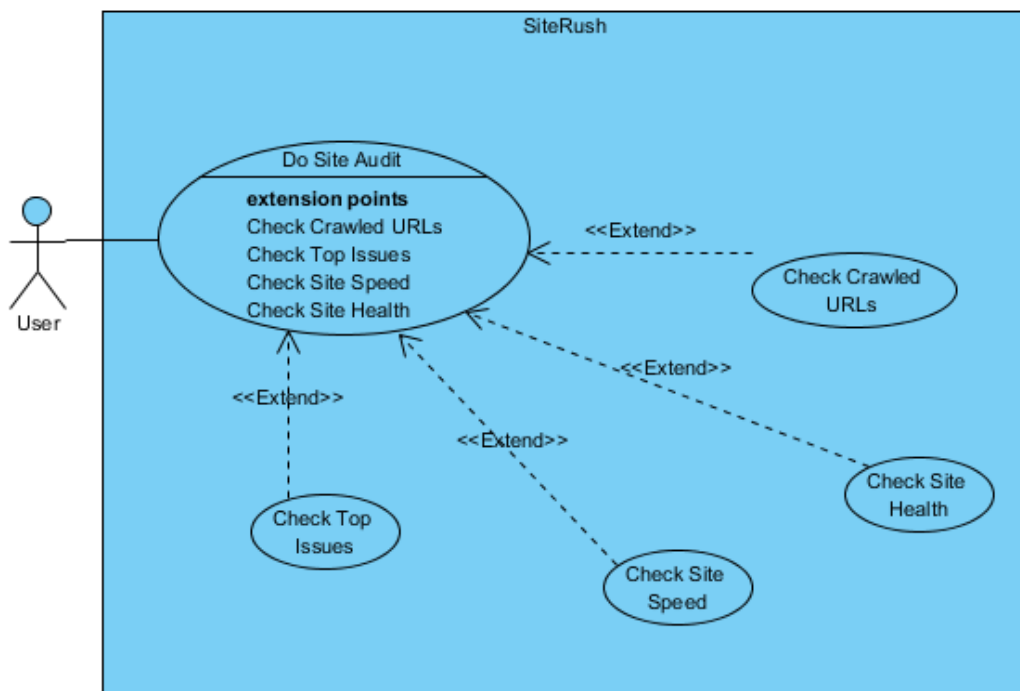 SiteRush
Do Site Audit
extension points
Check Crawled URLs
Check Top Issues
Check Site Speed
Check Site Health
User
<<Extend>>
Check Crawled
URLs
<<Extend>>
<<Extend>>
<<Extend>>
Check Site
Health
Check Top
Issues
Check Site
Speed